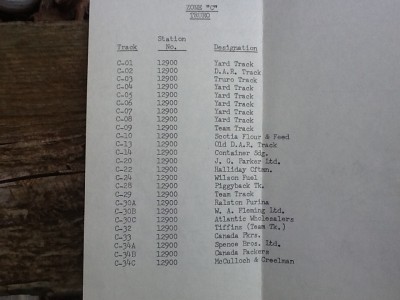 ZONE "C"
TRURO
Station
Track No. Designation
C-01 12900 Yard Track
C-02 12900 D.A.R. Track
C-03 12900 Truro Track
C-04 12900 Yard Track
C-05 12900 Yard Track
C-06 12900 Yard Track
C-07 12900 Yard Track
C-08 12900 Yard Track
C-09 12900 Team Track
C-10 12900 Scotia Flour & Feed
C-13 12900 Old D.A.R. Track
C-14 12900 Container Sdg.
C-20 12900 J. G. Parker Ltd.
C-22 12900 Halliday Cftmn.
C-24 12900 Wilson Fuel
C-28 12900 Piggyback Tk.
C-29 12900 Team Track
C-30A 12900 Ralston Purina
C-30B 12900 W. A. Fleming Ltd.
C-30C 12900 Atlantic Wholesalers
C-32 12900 Tiffins (Team Tk.)
C-33 12900 Canada Pkrs.
C-34A 12900 Spence Bros. Ltd.
C-34B 12900 Canada Packers
C-34C 12900 McCulloch & Creelman